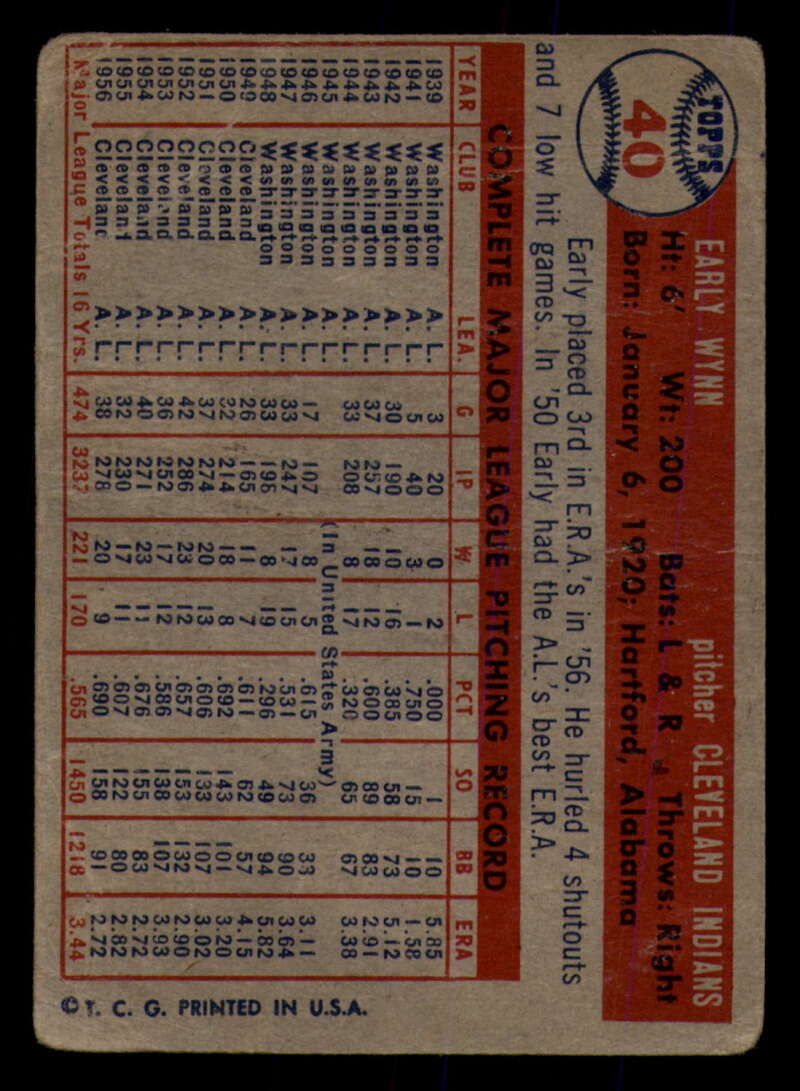 TOPPS
40
EARLY WYNN pitcher CLEVELAND INDIANS
Ht: 6' Wt: 200 Bats: L & R Throws: Right
Born: January 6, 1920; Hartford, Alabama
Early placed 3rd in E.R.A.'s in '56. He hurled 4 shutouts
and 7 low hit games. In '50 Early had the A.L.'s best E.R.A.
COMPLETE MAJOR LEAGUE PITCHING RECORD
YEAR CLUB LEA. G IP W L PCT SO BB ERA
1939 Washington A. L. 3 20 0 2 .000 1 10 5.85
1941 Washington A. L. 5 40 3 1 .750 15 10 1.58
1942 Washington A. L. 30 190 10 16 .385 58 73 5.12
1943 Washington A. L. 37 257 18 12 .600 89 83 2.91
1944 Washington A. L. 33 208 8 17 .320 65 67 3.38
1945 Washington A. L. (In United States Army)
1946 Washington A. L. 17 107 8 5 .615 36 33 3.11
1947 Washington A. L. 33 247 17 15 .531 73 90 3.64
1948 Washington A. L. 33 198 8 19 .296 49 94 5.82
1949 Cleveland A. L. 26 165 11 7 .611 62 57 4.15
1950 Cleveland A. L. 32 214 18 8 .692 143 101 3.20
1951 Cleveland A. L. 37 274 20 13 .606 133 107 3.02
1952 Cleveland A. L. 42 286 23 12 .657 153 132 2.90
1953 Cleveland A. L. 36 252 17 12 .586 138 107 3.93
1954 Cleveland A. L. 40 271 23 11 .676 155 83 2.72
1955 Cleveland A. L. 32 230 17 11 .607 122 80 2.82
1956 Cleveland A. L. 38 278 20 9 .690 158 91 2.72
Major League Totals 16 Yrs. 474 3237 221 170 .565 1450 1218 3.44
© T. C. G. PRINTED IN U.S.A.